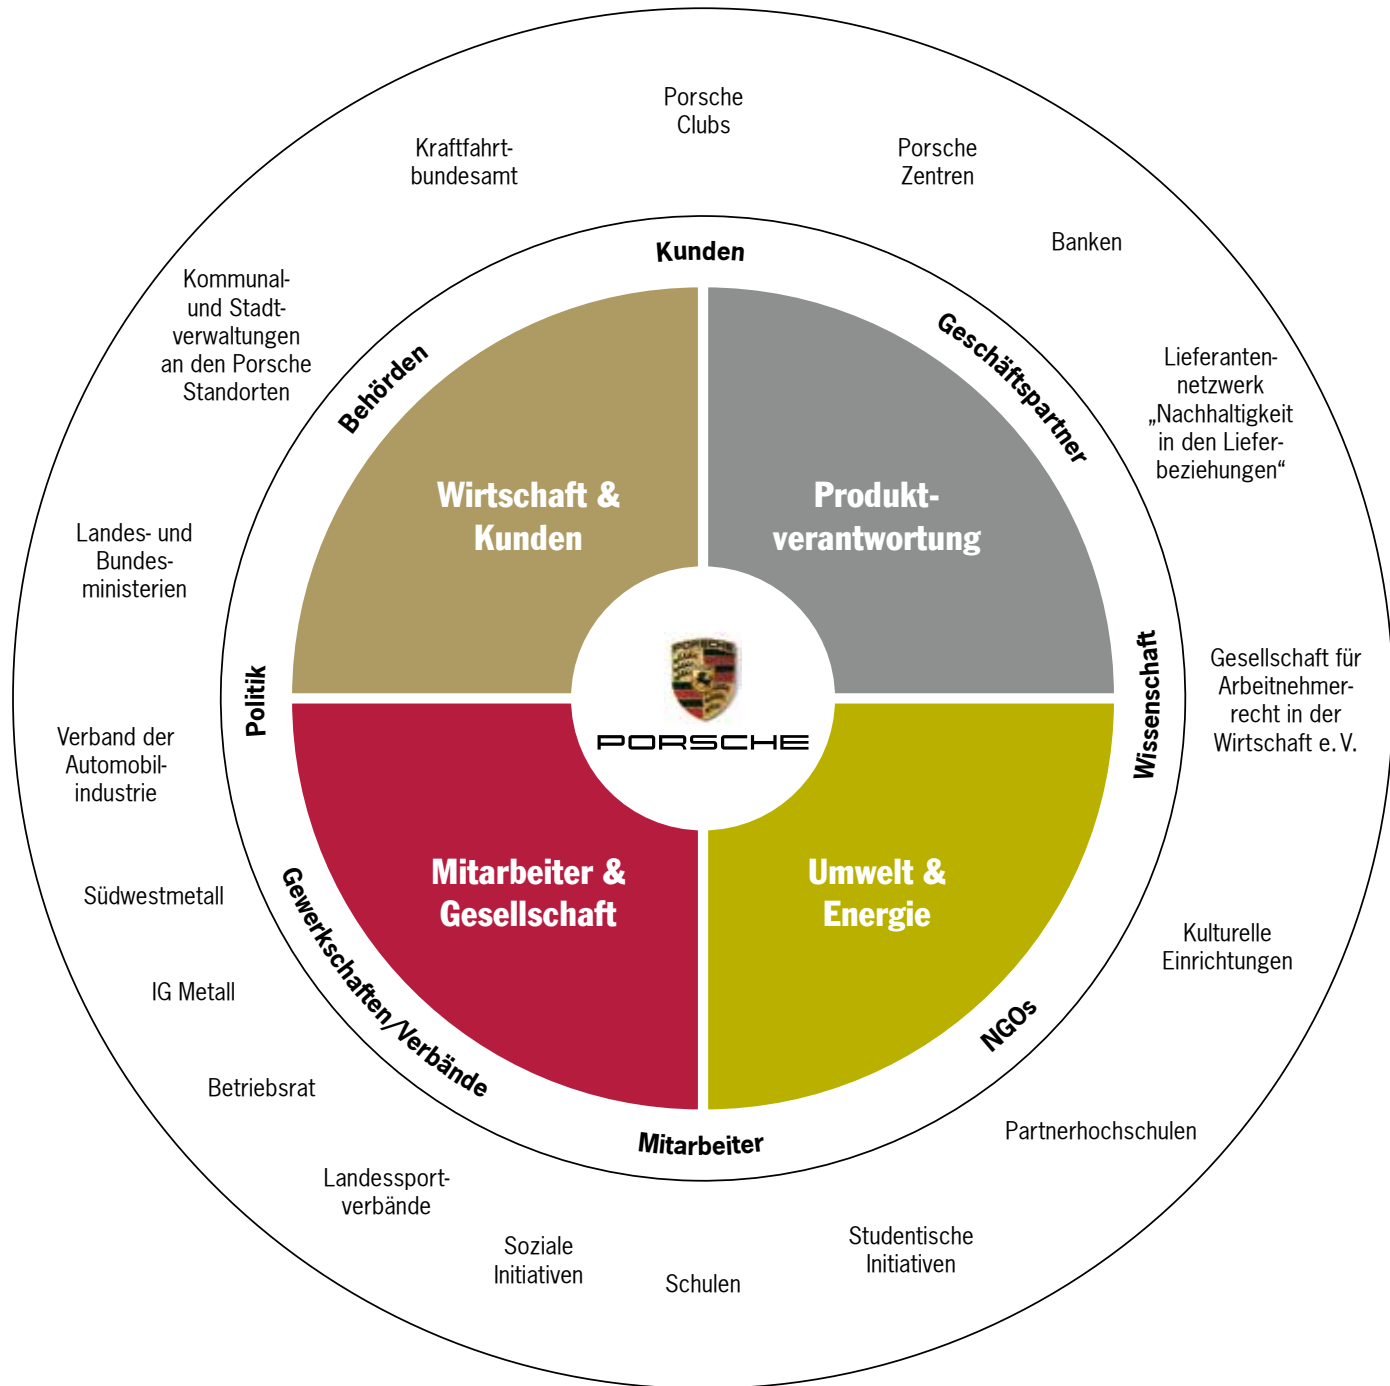 Porsche
Clubs
Kraftfahrt-
bundesamt
Porsche
Zentren
Banken
Kommunal-
und Stadt-
verwaltungen
an den Porsche
Standorten
Lieferanten-
netzwerk
„Nachhaltigkeit
in den Liefer-
beziehungen“
Landes- und
Bundes-
ministerien
Gesellschaft für
Arbeitnehmer-
recht in der
Wirtschaft e. V.
Verband der
Automobil-
industrie
Südwestmetall
Kulturelle
Einrichtungen
IG Metall
Betriebsrat
Partnerhochschulen
Landessport-
verbände
Soziale
Initiativen
Schulen
Studentische
Initiativen
Kunden
Behörden
Geschäftspartner
Politik
Wissenschaft
Gewerkschaften/Verbände
NGOs
Mitarbeiter
Wirtschaft &
Kunden
Produkt-
verantwortung
PORSCHE
PORSCHE
Mitarbeiter &
Gesellschaft
Umwelt &
Energie